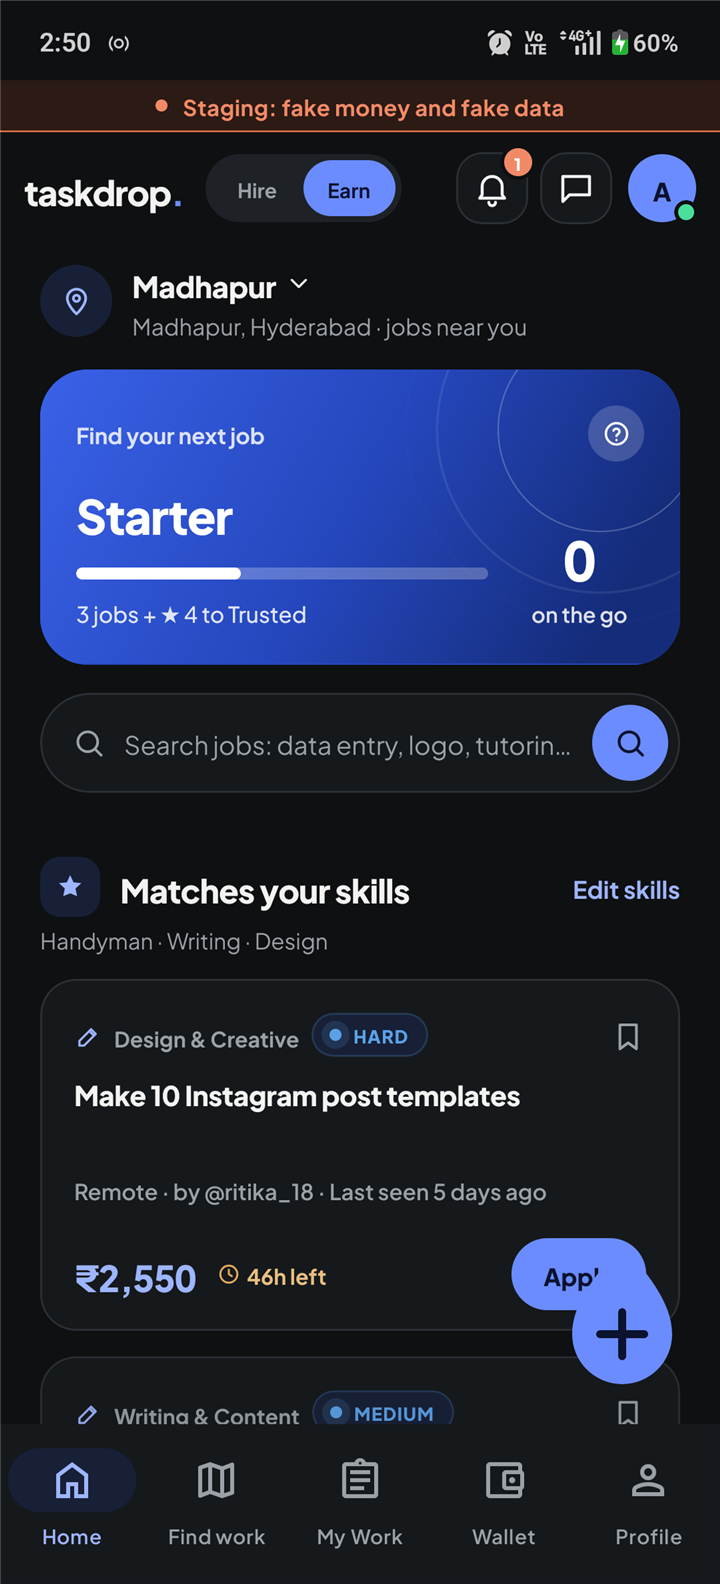 2:50
Vo LTE 4G+ 60%
Staging: fake money and fake data
taskdrop.
Hire
Earn
1
A
Madhapur
Madhapur, Hyderabad · jobs near you
Find your next job
Starter
0
3 jobs + ★ 4 to Trusted
on the go
Search jobs: data entry, logo, tutorin...
Matches your skills
Edit skills
Handyman · Writing · Design
Design & Creative
HARD
Make 10 Instagram post templates
Remote · by @ritika_18 · Last seen 5 days ago
₹2,550
46h left
Writing & Content
MEDIUM
Home
Find work
My Work
Wallet
Profile